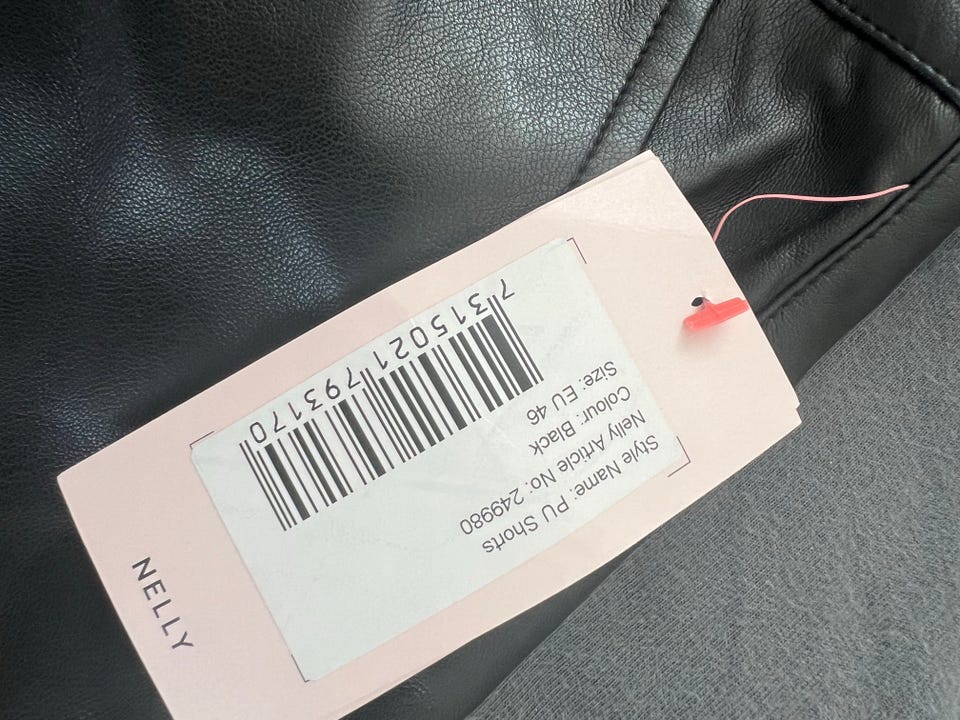 NELLY
Style Name: PU Shorts
Nelly Article No: 249980
Colour: Black
Size: EU 46
7315021793170